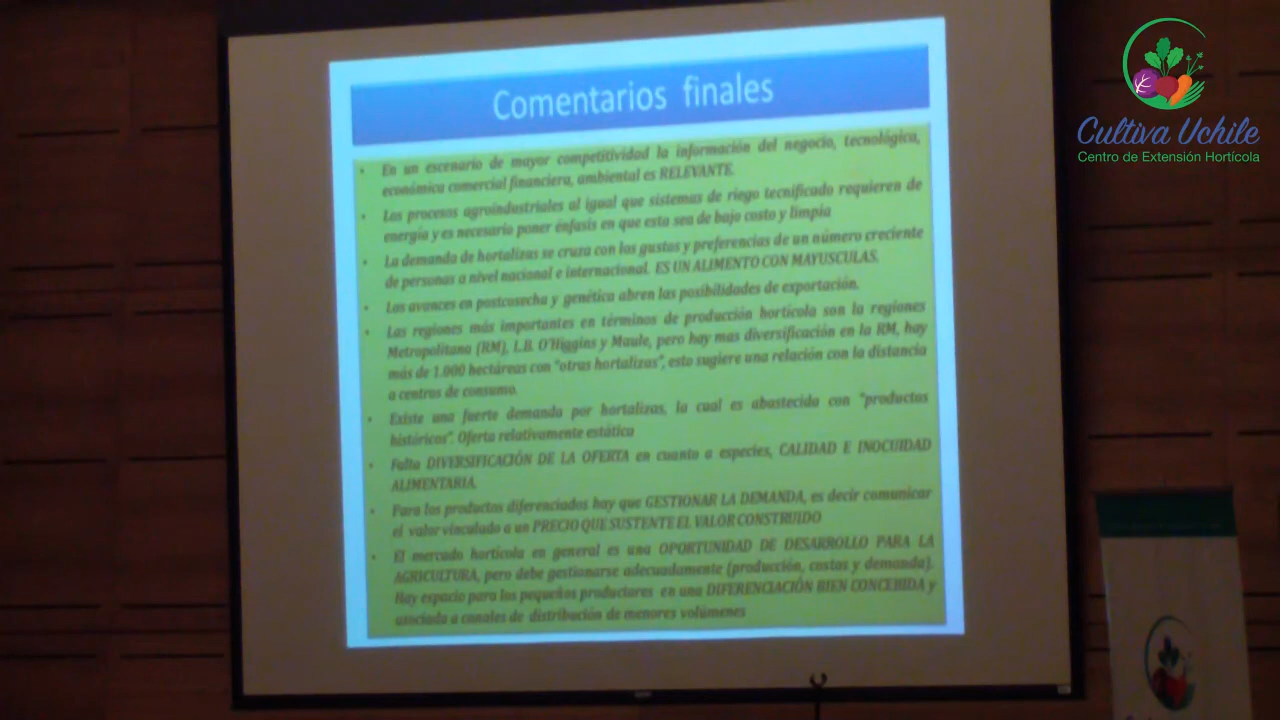 Comentarios finales
• En un escenario de mayor competitividad la información del negocio, tecnológica,
económica comercial financiera, ambiental es RELEVANTE.
• Los procesos agroindustriales al igual que sistemas de riego tecnificado requieren de
energía y es necesario poner énfasis en que esta sea de bajo costo y limpia
• La demanda de hortalizas se cruza con los gustos y preferencias de un número creciente
de personas a nivel nacional e internacional. ES UN ALIMENTO CON MAYUSCULAS.
• Los avances en postcosecha y genética abren las posibilidades de exportación.
• Las regiones más importantes en términos de producción hortícola son la regiones
Metropolitana (RM), L.B. O'Higgins y Maule, pero hay mas diversificación en la RM, hay
más de 1.000 hectáreas con "otras hortalizas", esto sugiere una relación con la distancia
a centros de consumo.
• Existe una fuerte demanda por hortalizas, la cual es abastecida con "productos
históricos". Oferta relativamente estática
• Falta DIVERSIFICACIÓN DE LA OFERTA en cuanto a especies, CALIDAD E INOCUIDAD
ALIMENTARIA.
• Para los productos diferenciados hay que GESTIONAR LA DEMANDA, es decir comunicar
el valor vinculado a un PRECIO QUE SUSTENTE EL VALOR CONSTRUIDO
• El mercado hortícola en general es una OPORTUNIDAD DE DESARROLLO PARA LA
AGRICULTURA, pero debe gestionarse adecuadamente (producción, costos y demanda).
Hay espacio para los pequeños productores en una DIFERENCIACIÓN BIEN CONCEBIDA y
asociada a canales de distribución de menores volúmenes
Cultiva Uchile
Centro de Extensión Hortícola